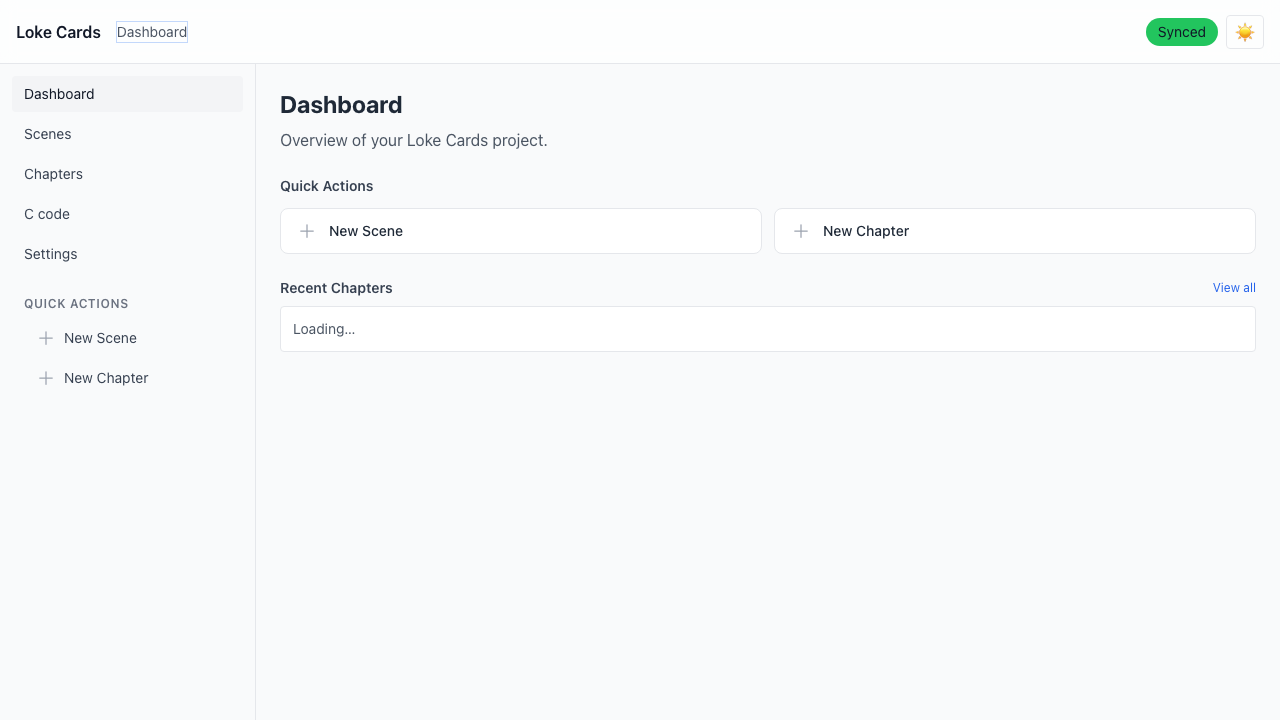 Loke Cards Dashboard Synced
Dashboard
Scenes
Chapters
C code
Settings
QUICK ACTIONS
New Scene
New Chapter
Dashboard
Overview of your Loke Cards project.
Quick Actions
New Scene
New Chapter
Recent Chapters
View all
Loading...